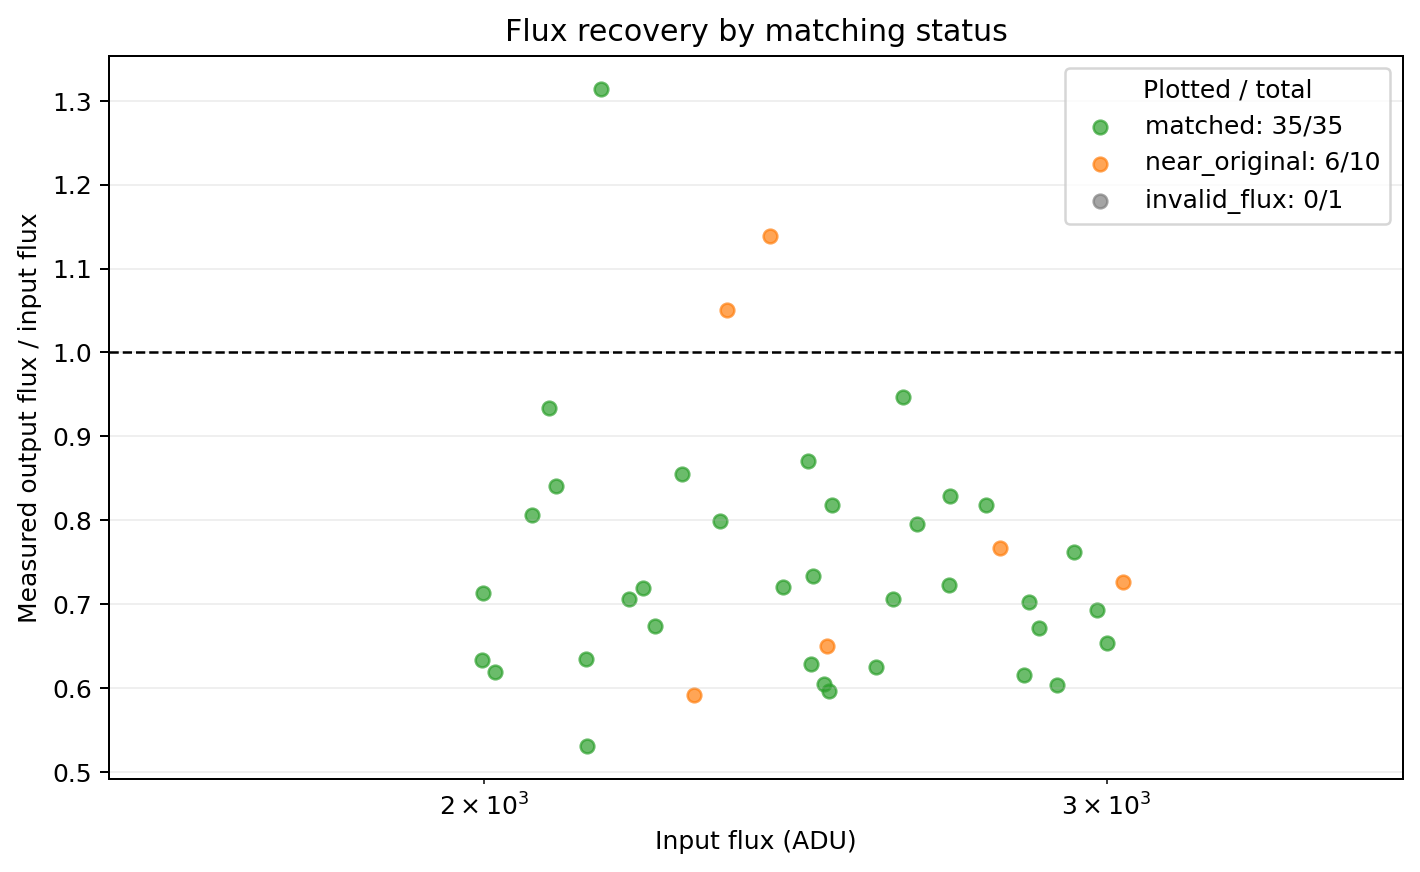 Flux recovery by matching status
Plotted / total
matched: 35/35
near_original: 6/10
invalid_flux: 0/1
Measured output flux / input flux
1.3
1.2
1.1
1.0
0.9
0.8
0.7
0.6
0.5
2 × 10³
3 × 10³
Input flux (ADU)